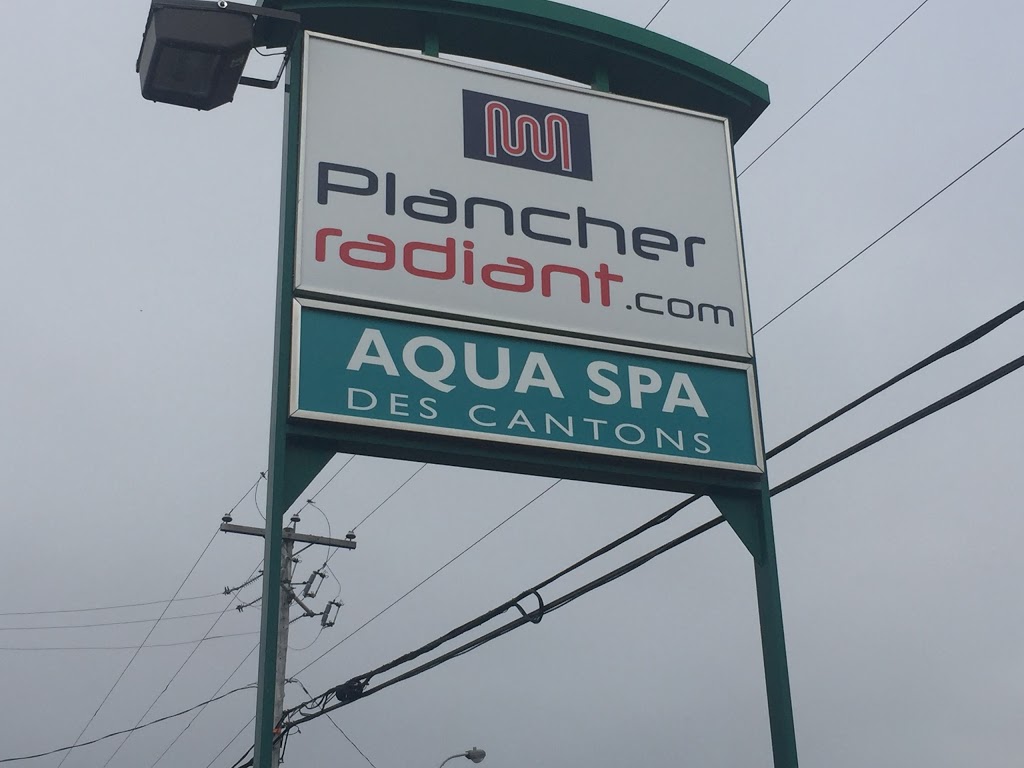 Plancher
radiant.com
AQUA SPA
DES CANTONS